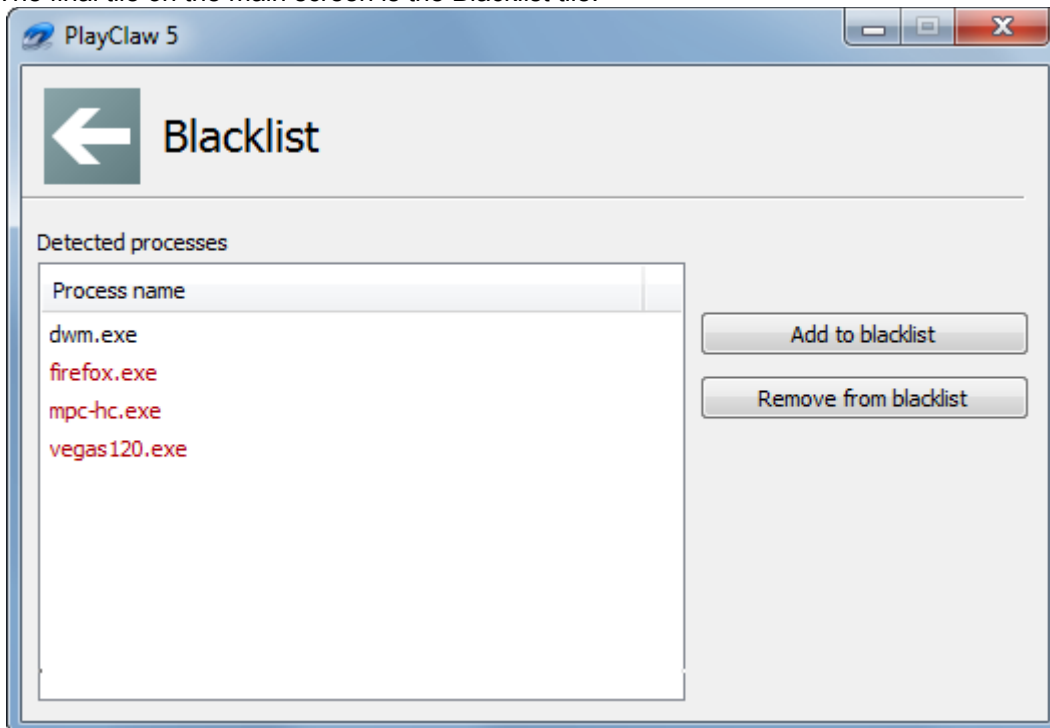 The final tile on the main screen is the Blacklist tile.
PlayClaw 5
Blacklist
Detected processes
Process name
dwm.exe
firefox.exe
mpc-hc.exe
vegas120.exe
Add to blacklist
Remove from blacklist